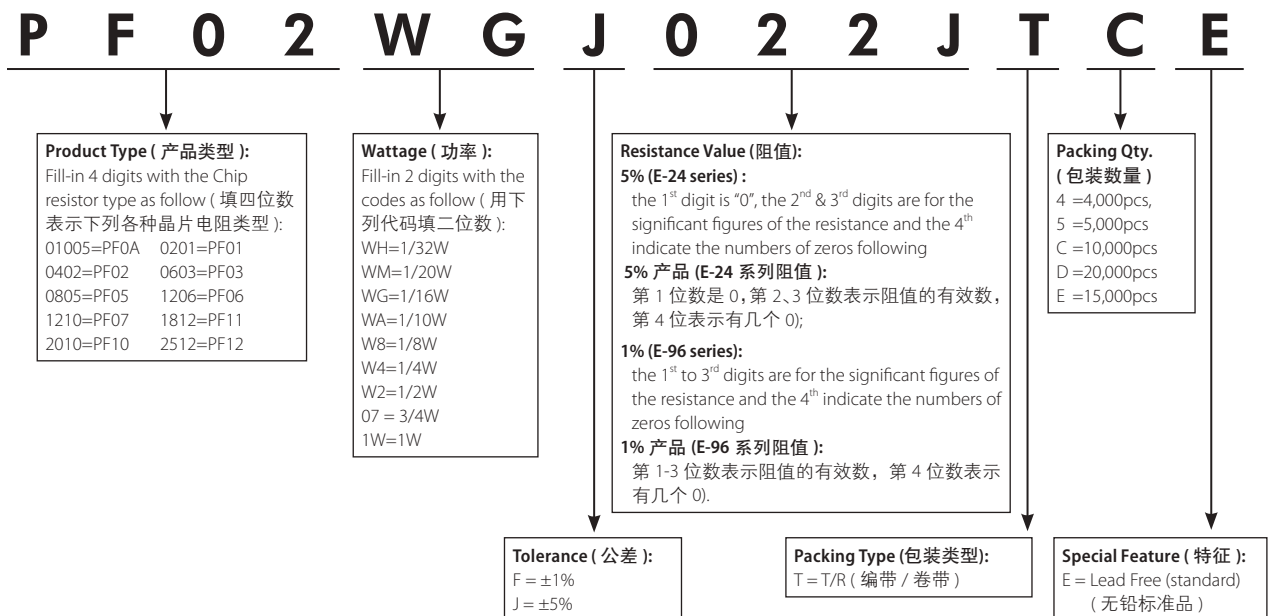 P F 0 2 W G J 0 2 2 J T C E
Product Type ( 产品类型 ):
Fill-in 4 digits with the Chip
resistor type as follow ( 填四位数
表示下列各种晶片电阻类型 ):
01005=PF0A 0201=PF01
0402=PF02 0603=PF03
0805=PF05 1206=PF06
1210=PF07 1812=PF11
2010=PF10 2512=PF12
Wattage ( 功率 ):
Fill-in 2 digits with the
codes as follow ( 用下
列代码填二位数 ):
WH=1/32W
WM=1/20W
WG=1/16W
WA=1/10W
W8=1/8W
W4=1/4W
W2=1/2W
07 = 3/4W
1W=1W
Resistance Value (阻值):
5% (E-24 series) :
the 1st digit is “0”, the 2nd & 3rd digits are for the
significant figures of the resistance and the 4th
indicate the numbers of zeros following
5% 产品 (E-24 系列阻值 ):
第 1 位数是 0，第 2、3 位数表示阻值的有效数，
第 4 位表示有几个 0);
1% (E-96 series):
the 1st to 3rd digits are for the significant figures of
the resistance and the 4th indicate the numbers of
zeros following
1% 产品 (E-96 系列阻值 ):
第 1-3 位数表示阻值的有效数，第 4 位数表示
有几个 0).
Packing Qty.
( 包装数量 )
4 =4,000pcs,
5 =5,000pcs
C =10,000pcs
D =20,000pcs
E =15,000pcs
Tolerance ( 公差 ):
F = ±1%
J = ±5%
Packing Type (包装类型):
T = T/R ( 编带 / 卷带 )
Special Feature ( 特征 ):
E = Lead Free (standard)
( 无铅标准品 )